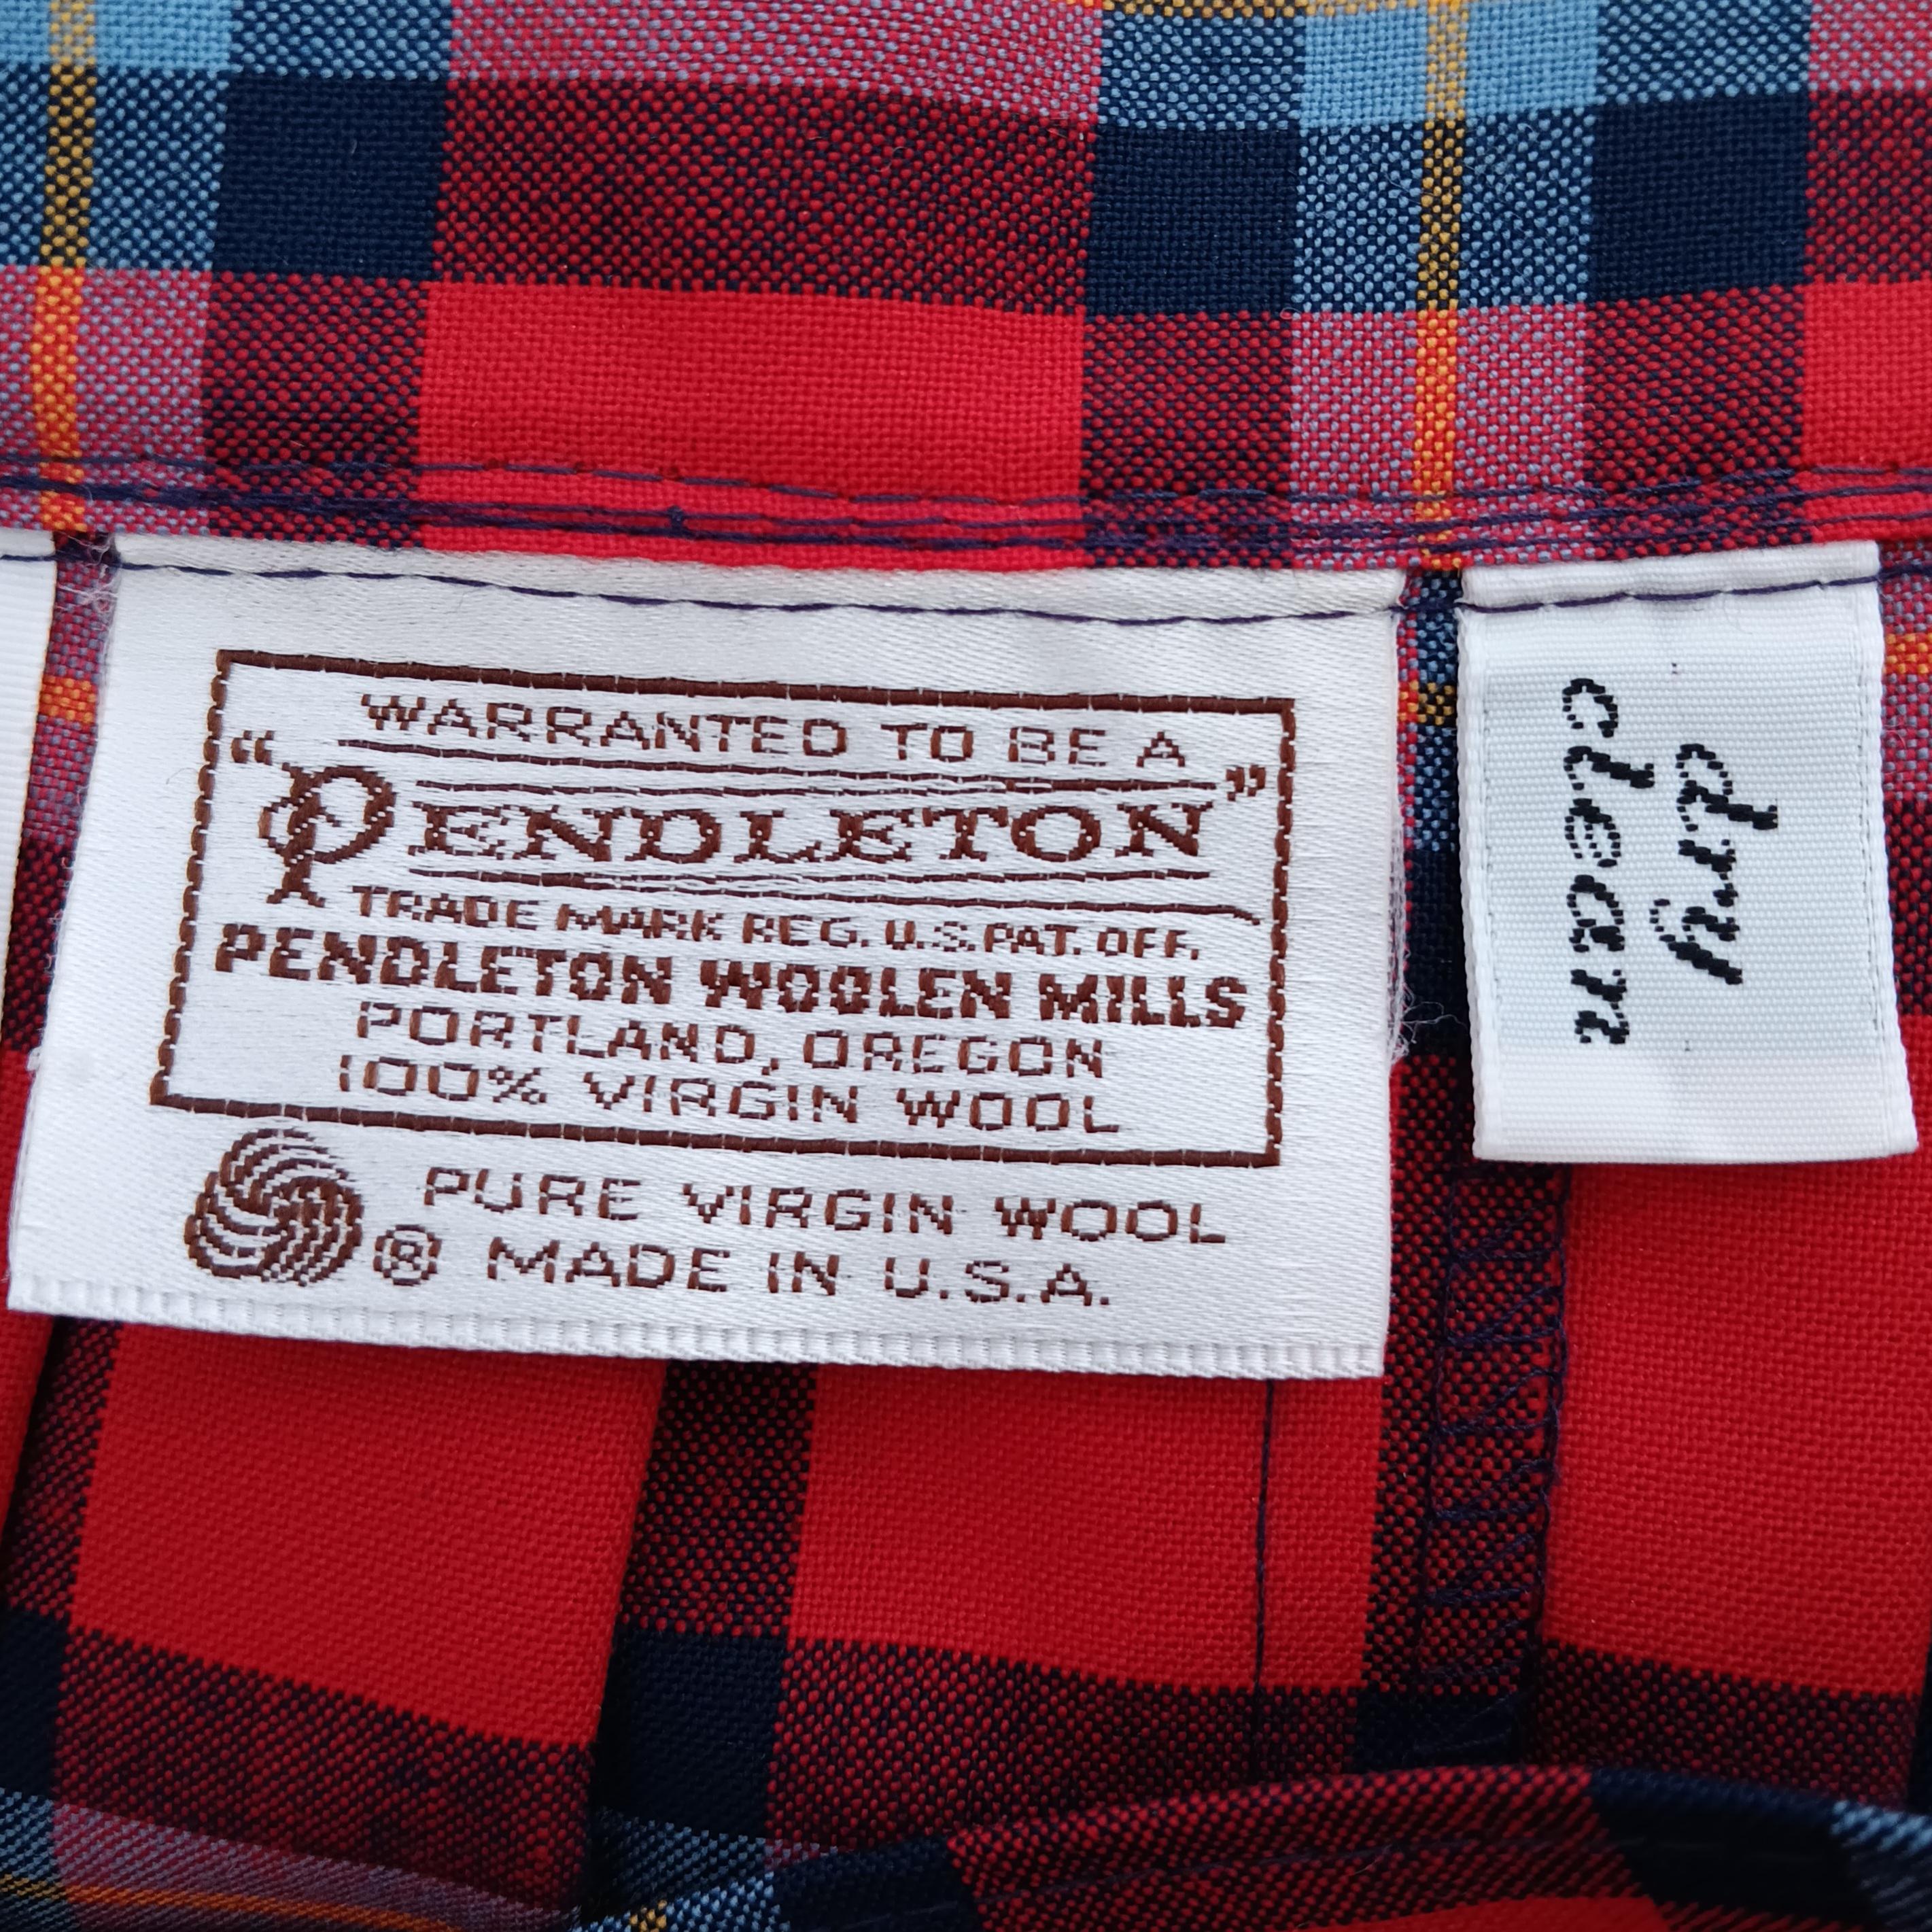 WARRANTED TO BE A
"PENDLETON"
TRADE MARK REG. U.S. PAT. OFF.
PENDLETON WOOLEN MILLS
PORTLAND, OREGON
100% VIRGIN WOOL
PURE VIRGIN WOOL
® MADE IN U.S.A.
dry
clean